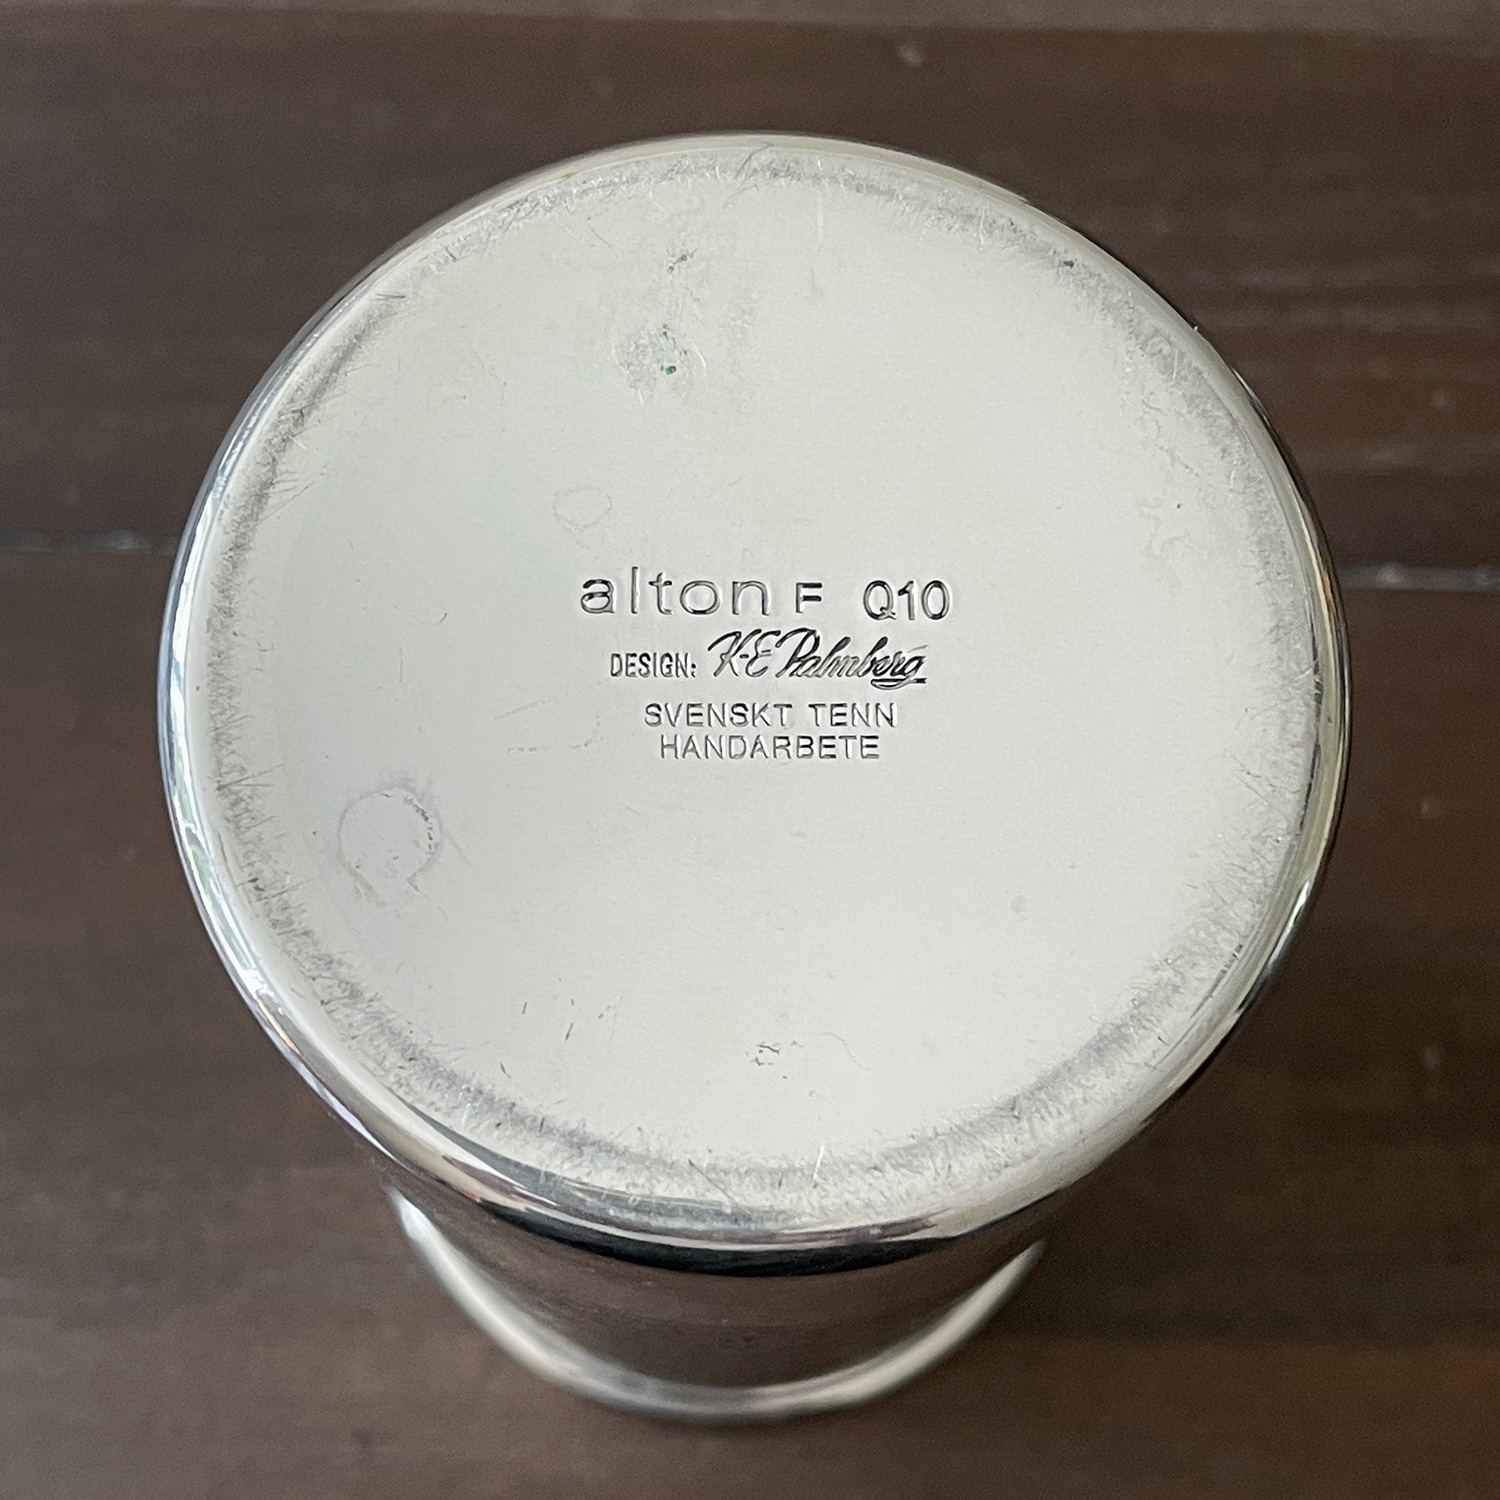 alton F Q10
DESIGN: K-E Palmberg
SVENSKT TENN
HANDARBETE